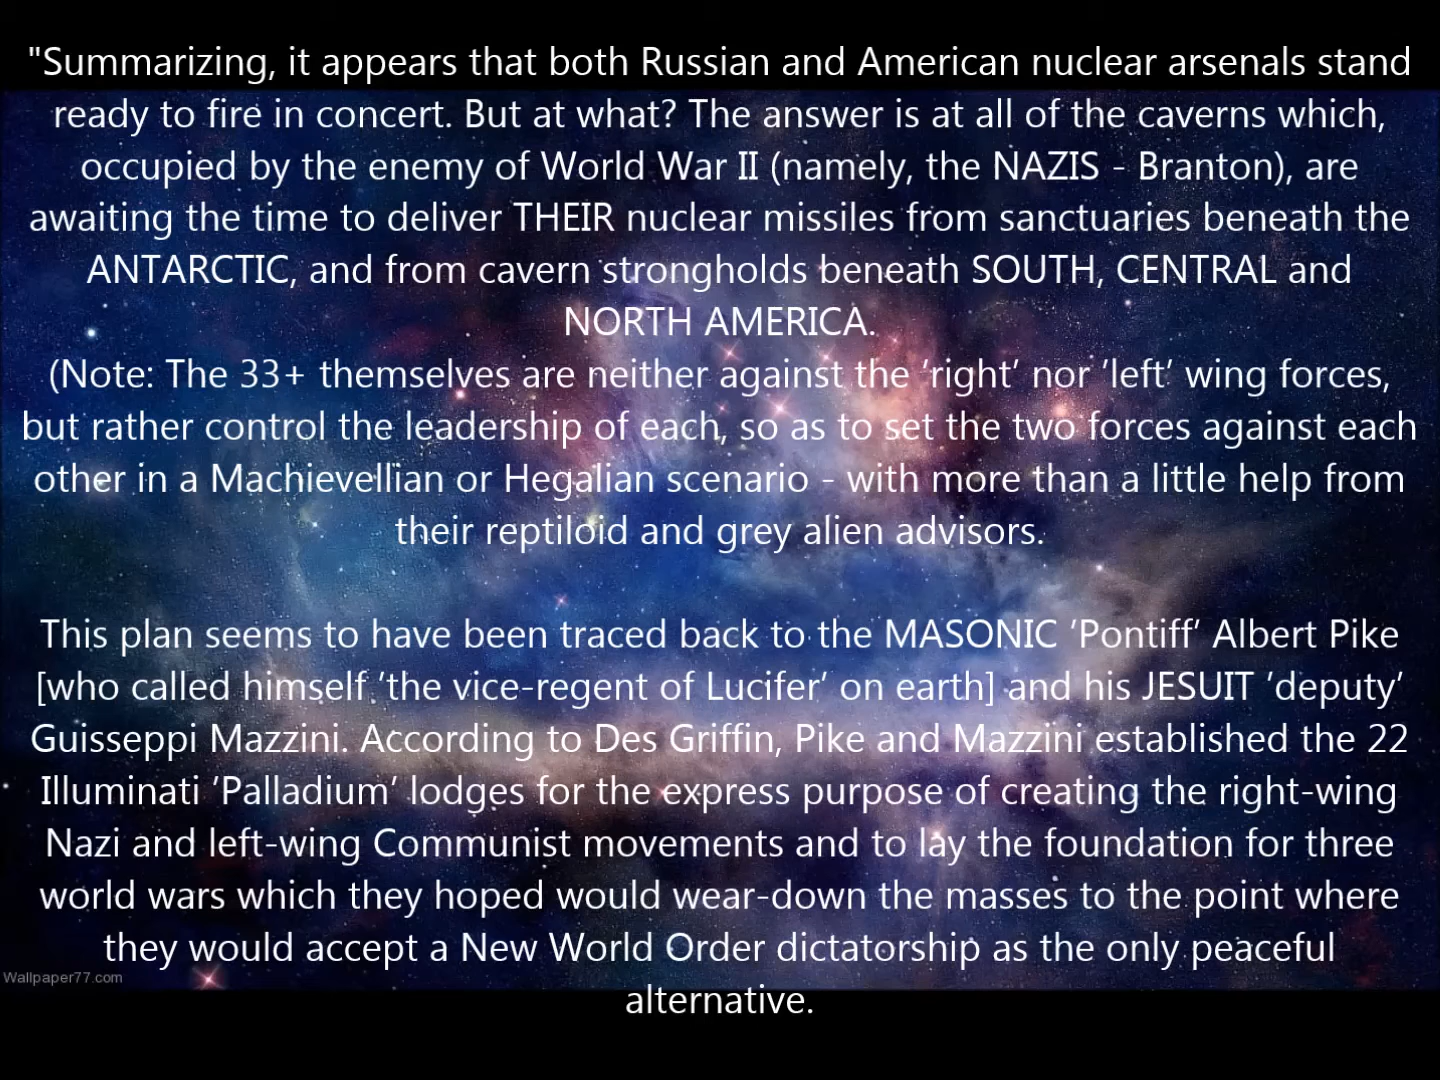 "Summarizing, it appears that both Russian and American nuclear arsenals stand
ready to fire in concert. But at what? The answer is at all of the caverns which,
occupied by the enemy of World War II (namely, the NAZIS - Branton), are
awaiting the time to deliver THEIR nuclear missiles from sanctuaries beneath the
ANTARCTIC, and from cavern strongholds beneath SOUTH, CENTRAL and
NORTH AMERICA.
(Note: The 33+ themselves are neither against the ‘right’ nor ‘left’ wing forces,
but rather control the leadership of each, so as to set the two forces against each
other in a Machievellian or Hegalian scenario - with more than a little help from
their reptiloid and grey alien advisors.
This plan seems to have been traced back to the MASONIC ‘Pontiff’ Albert Pike
[who called himself ‘the vice-regent of Lucifer’ on earth] and his JESUIT ‘deputy’
Guisseppi Mazzini. According to Des Griffin, Pike and Mazzini established the 22
Illuminati ‘Palladium’ lodges for the express purpose of creating the right-wing
Nazi and left-wing Communist movements and to lay the foundation for three
world wars which they hoped would wear-down the masses to the point where
they would accept a New World Order dictatorship as the only peaceful
Wallpaper77.com
alternative.